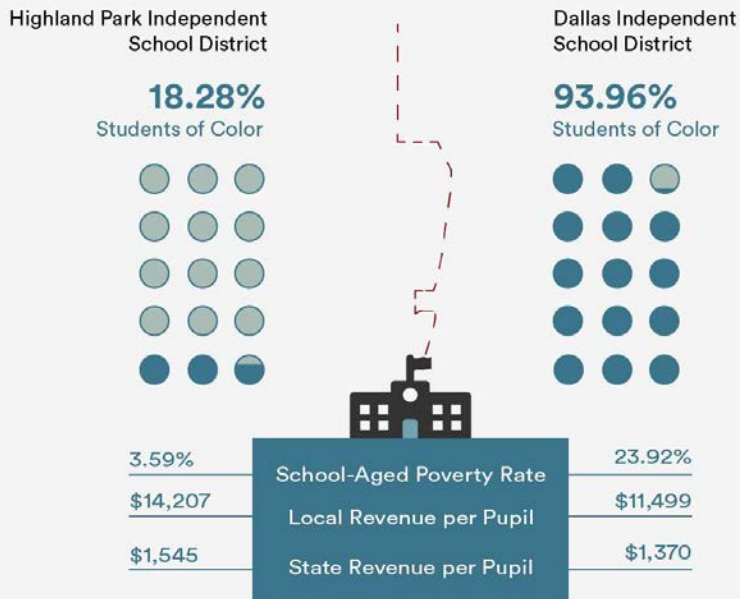 Highland Park Independent
School District
18.28%
Students of Color
Dallas Independent
School District
93.96%
Students of Color
3.59%
School-Aged Poverty Rate
23.92%
$14,207
Local Revenue per Pupil
$11,499
$1,545
State Revenue per Pupil
$1,370